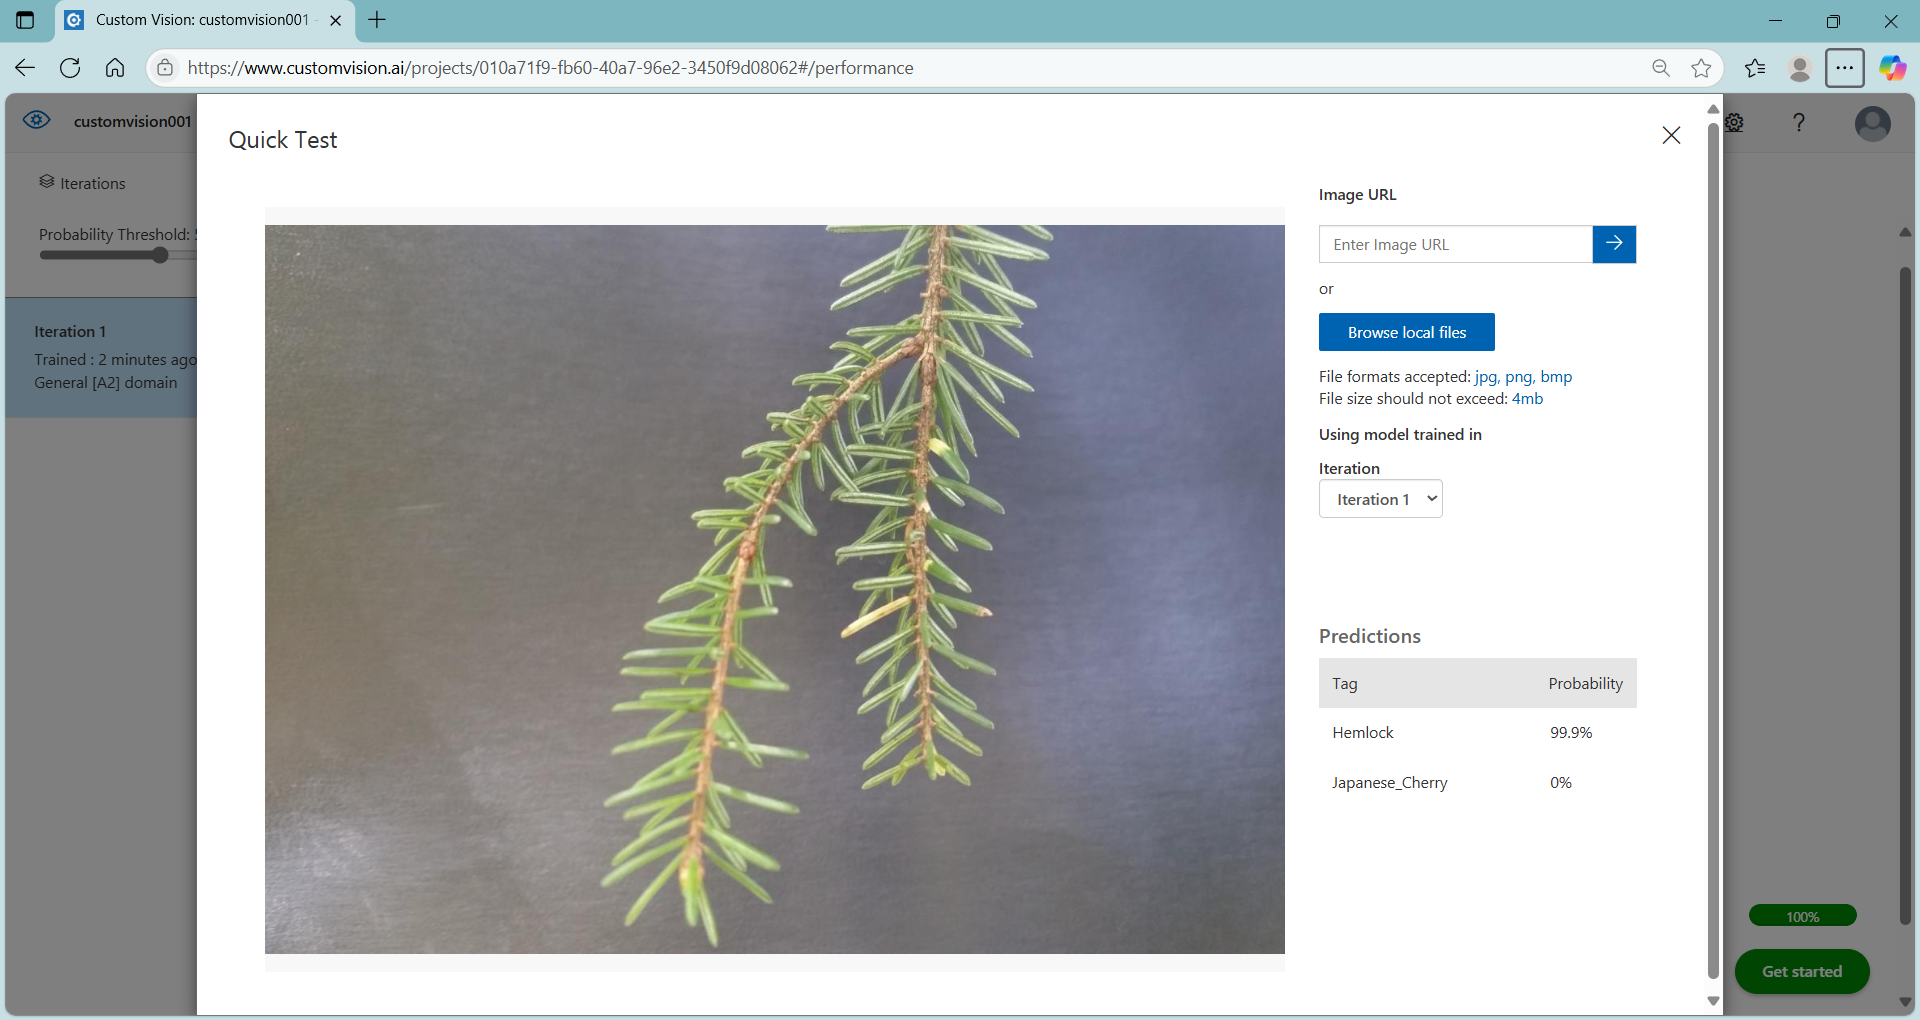 Custom Vision: customvision001
https://www.customvision.ai/projects/010a71f9-fb60-40a7-96e2-3450f9d08062#/performance
customvision001
?
Iterations
Probability Threshold:
Iteration 1
Trained : 2 minutes ago
General [A2] domain
Quick Test
Image URL
Enter Image URL
or
Browse local files
File formats accepted: jpg, png, bmp
File size should not exceed: 4mb
Using model trained in
Iteration
Iteration 1
Predictions
Tag Probability
Hemlock 99.9%
Japanese_Cherry 0%
100%
Get started